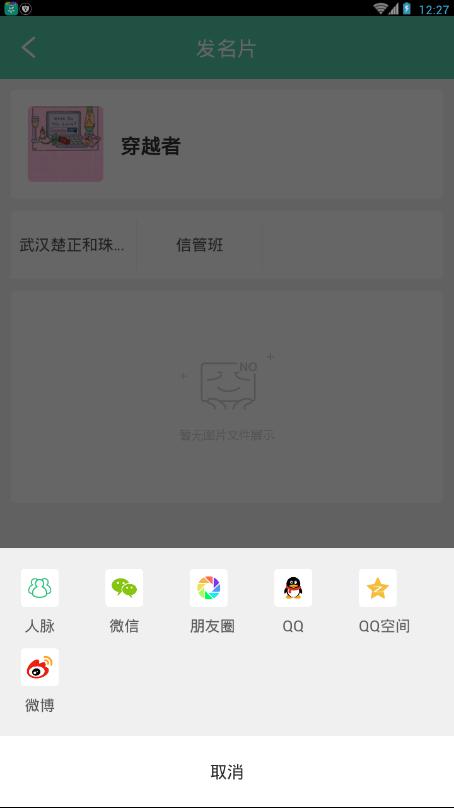 12:27
发名片
穿越者
武汉楚正和珠...
信管班
NO
暂无图片文件展示
人脉
微信
朋友圈
QQ
QQ空间
微博
取消